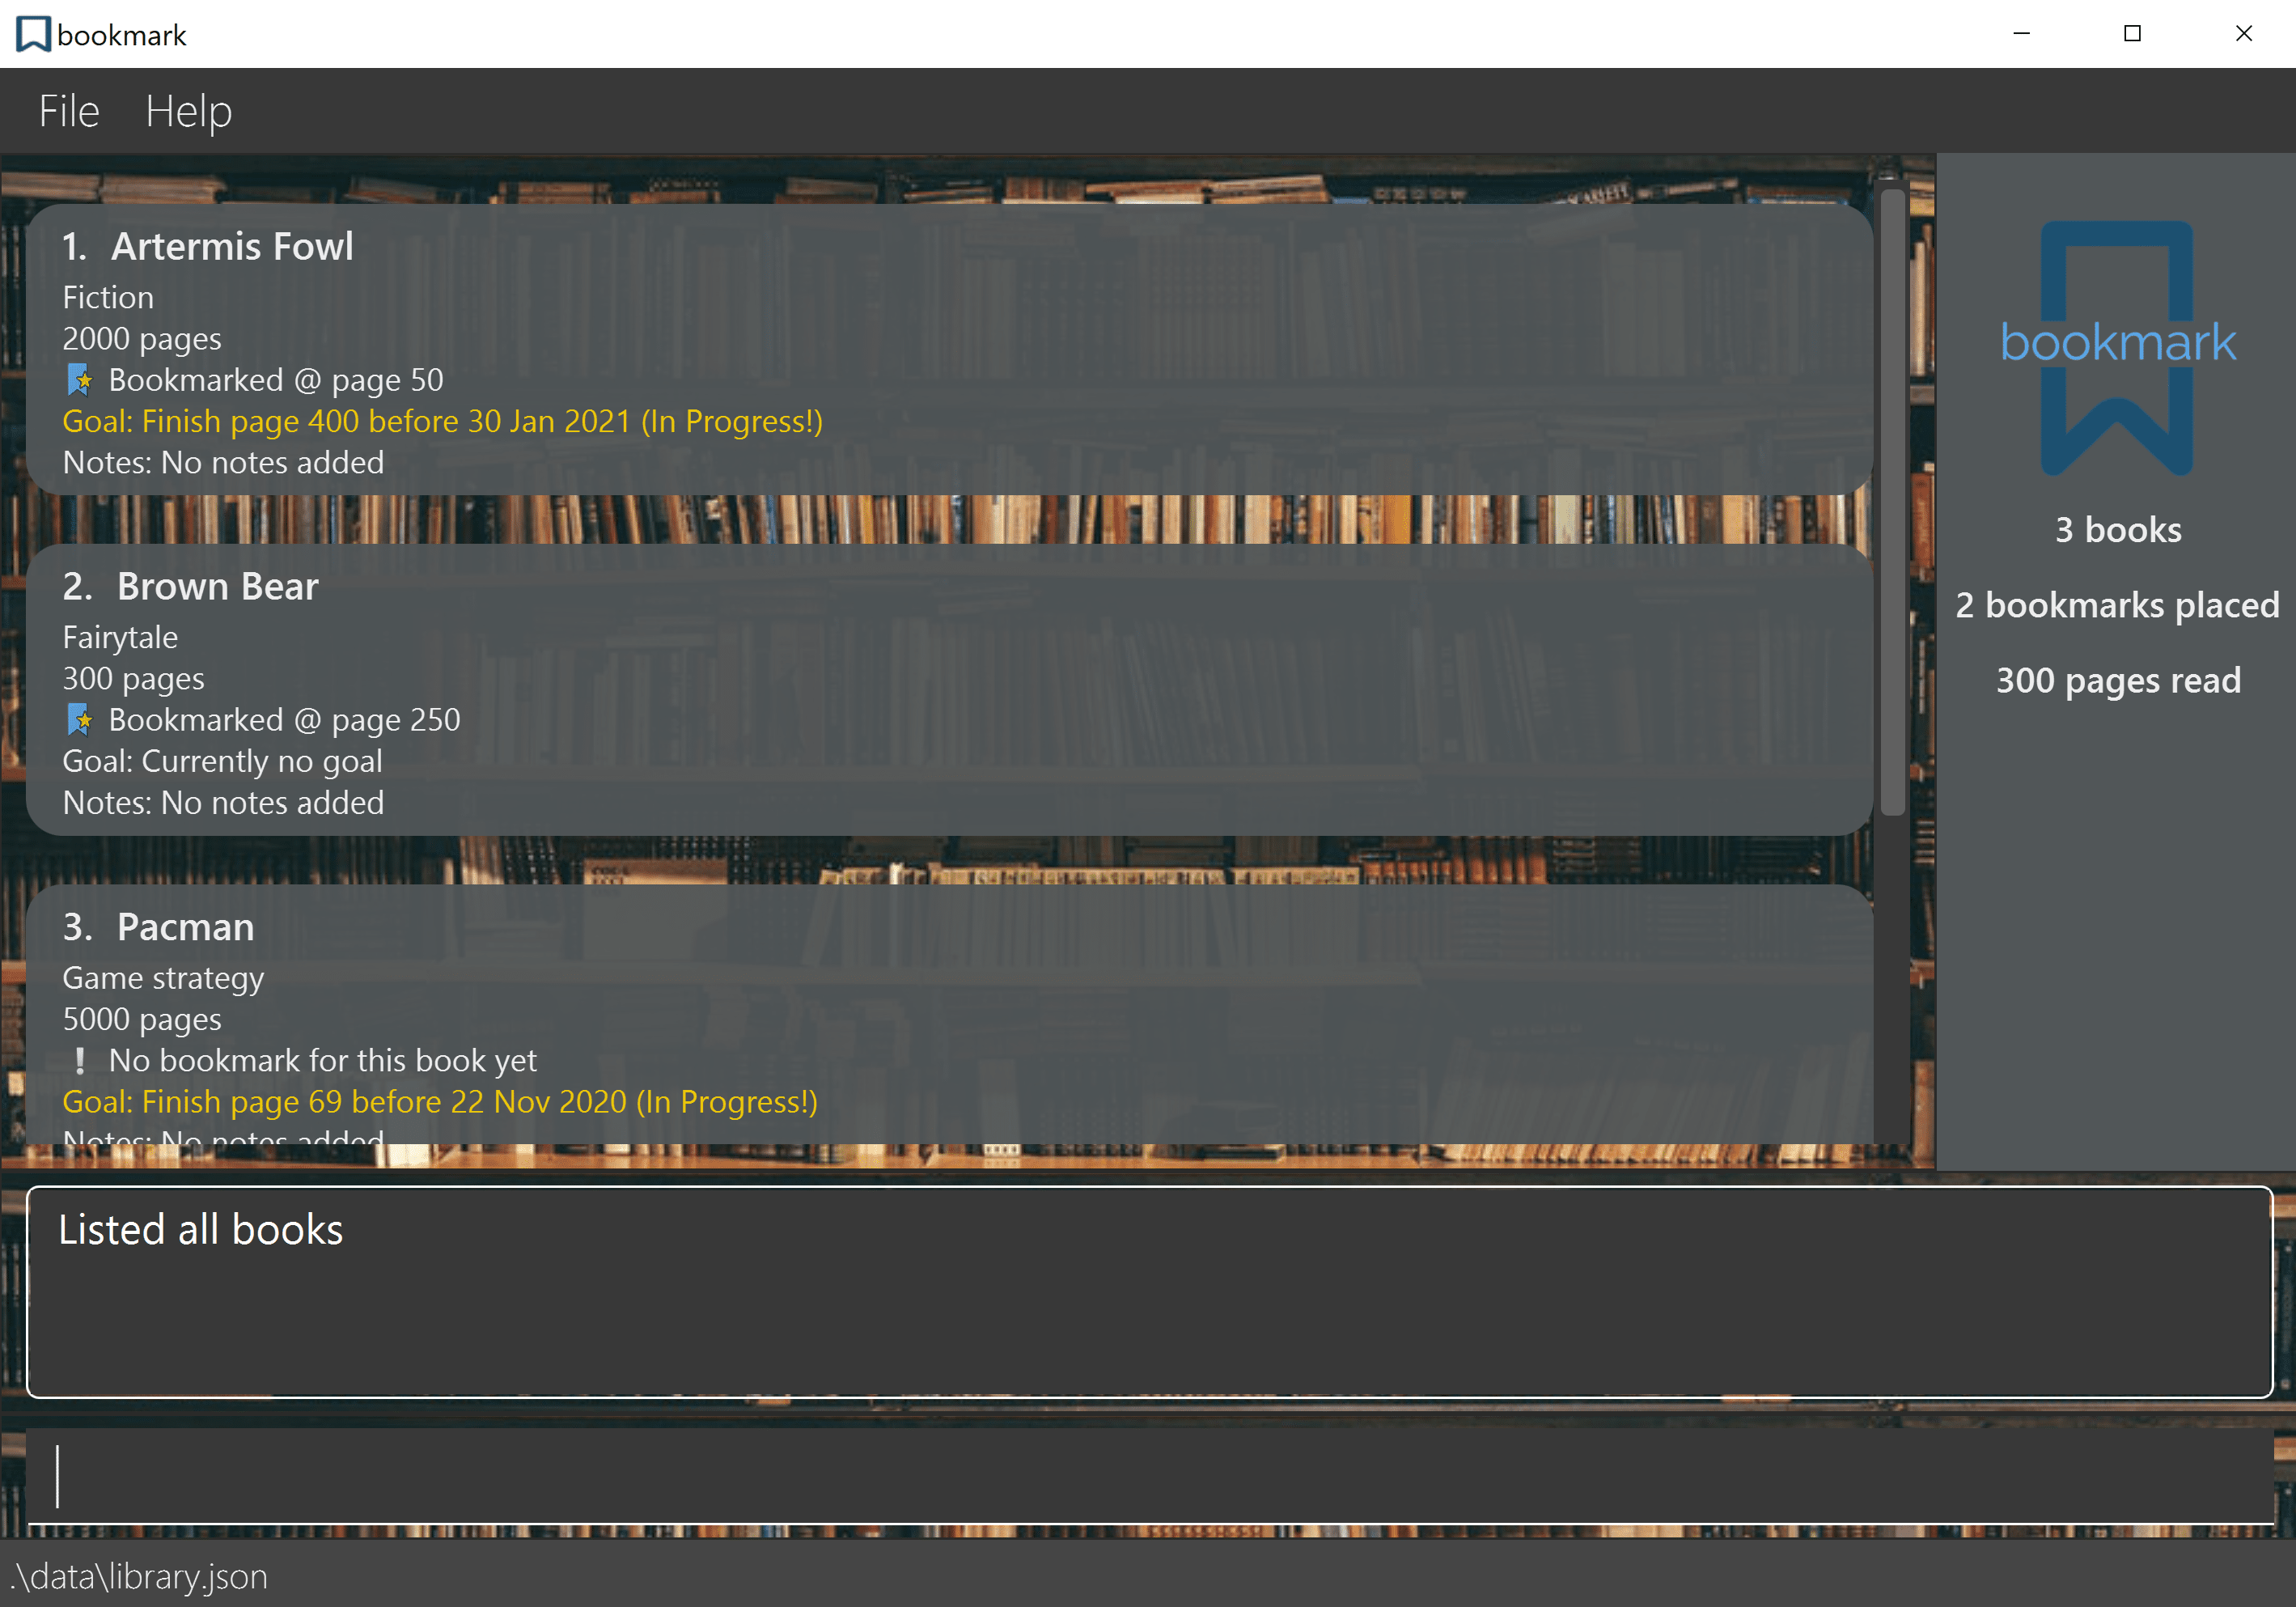 bookmark
File Help
1. Artermis Fowl
Fiction
2000 pages
Bookmarked @ page 50
Goal: Finish page 400 before 30 Jan 2021 (In Progress!)
Notes: No notes added
2. Brown Bear
Fairytale
300 pages
Bookmarked @ page 250
Goal: Currently no goal
Notes: No notes added
3. Pacman
Game strategy
5000 pages
No bookmark for this book yet
Goal: Finish page 69 before 22 Nov 2020 (In Progress!)
Notes: No notes added
bookmark
3 books
2 bookmarks placed
300 pages read
Listed all books
.\data\library.json